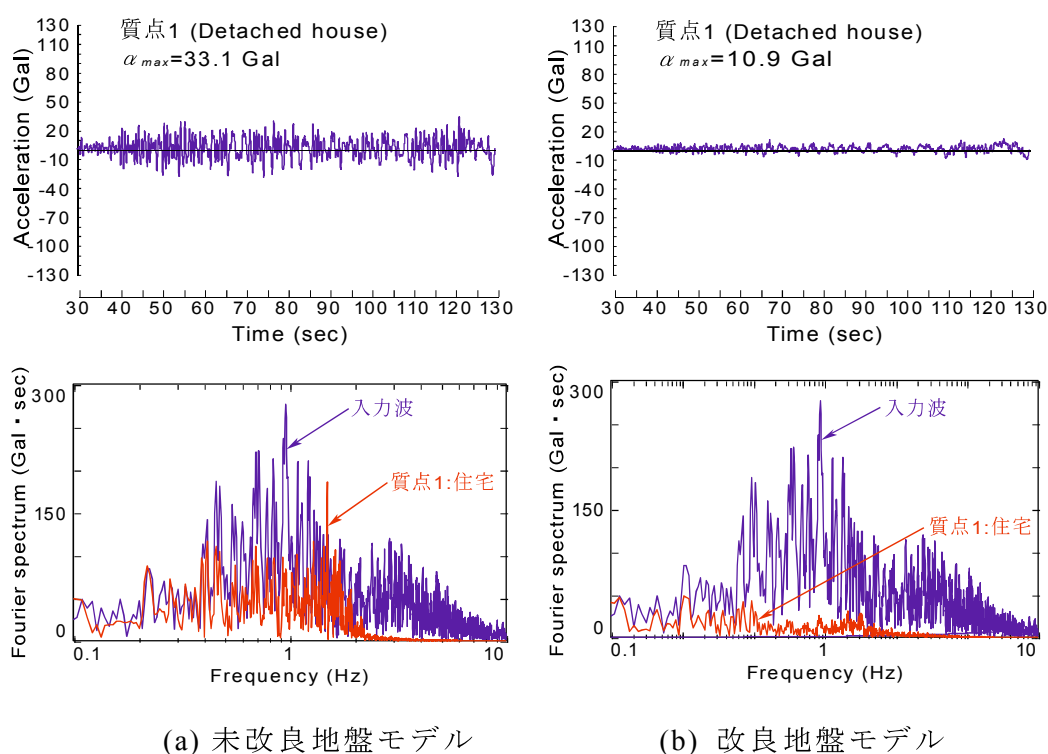 130
110
80
50
20
-10
-40
-70
-100
-130
Acceleration (Gal)
質点1 (Detached house)
α max=33.1 Gal
30 40 50 60 70 80 90 100 110 120 130
Time (sec)
130
110
80
50
20
-10
-40
-70
-100
-130
Acceleration (Gal)
質点1 (Detached house)
α max=10.9 Gal
30 40 50 60 70 80 90 100 110 120 130
Time (sec)
300
150
0
Fourier spectrum (Gal・sec)
入力波
質点1:住宅
0.1 1 10
Frequency (Hz)
300
150
0
Fourier spectrum (Gal・sec)
入力波
質点1:住宅
0.1 1 10
Frequency (Hz)
(a) 未改良地盤モデル
(b) 改良地盤モデル